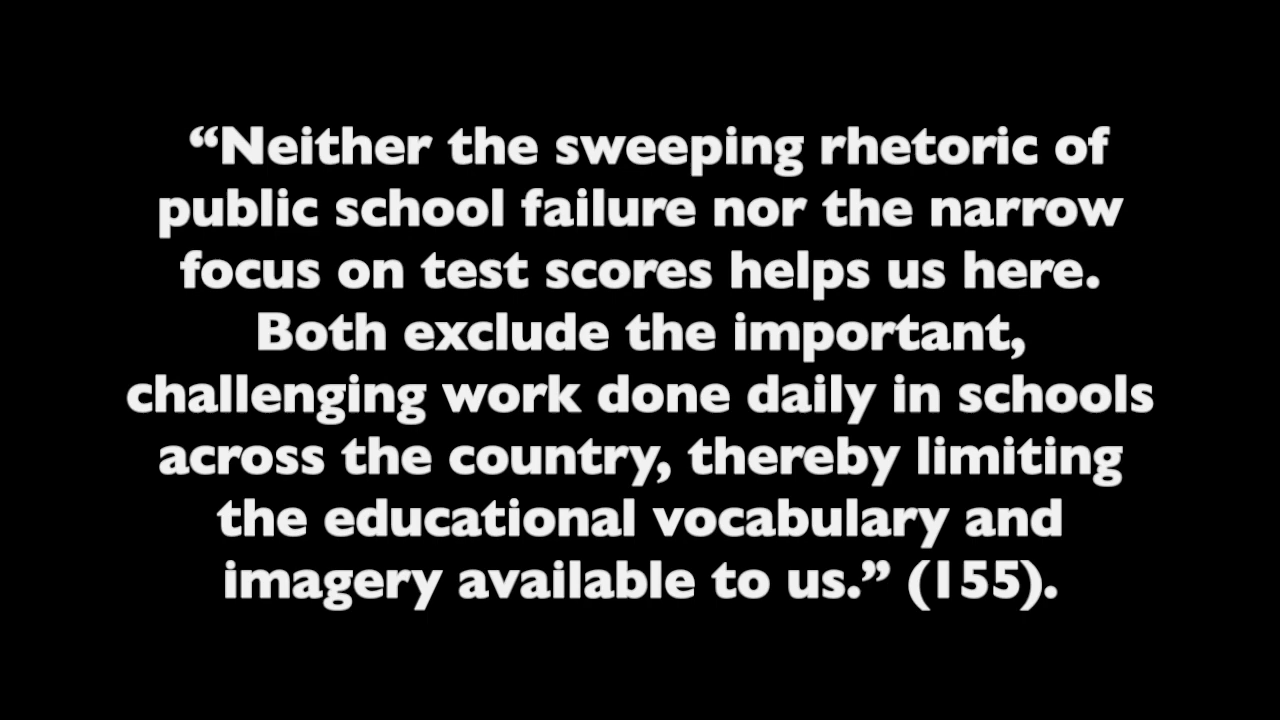 “Neither the sweeping rhetoric of
public school failure nor the narrow
focus on test scores helps us here.
Both exclude the important,
challenging work done daily in schools
across the country, thereby limiting
the educational vocabulary and
imagery available to us.” (155).